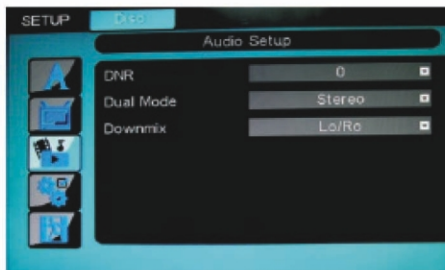 SETUP Disc
Audio Setup
DNR 0
Dual Mode Stereo
Downmix Lo/Ro